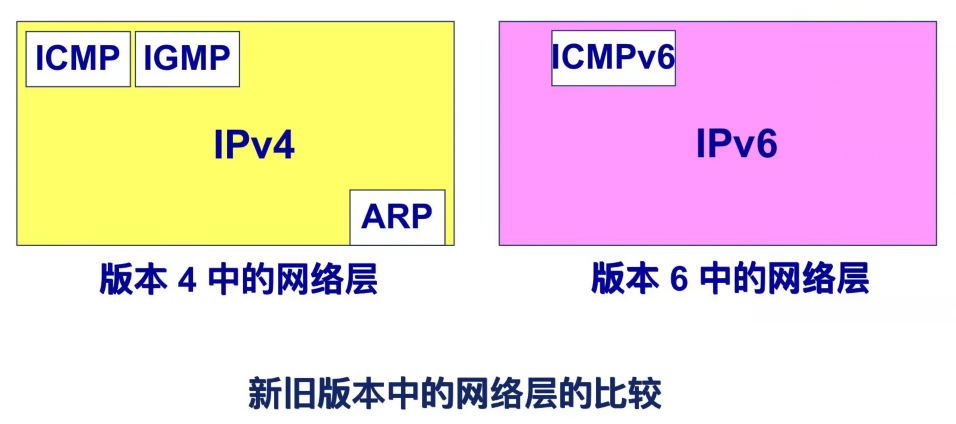 ICMP IGMP
IPv4
ARP
版本 4 中的网络层
ICMPv6
IPv6
版本 6 中的网络层
新旧版本中的网络层的比较